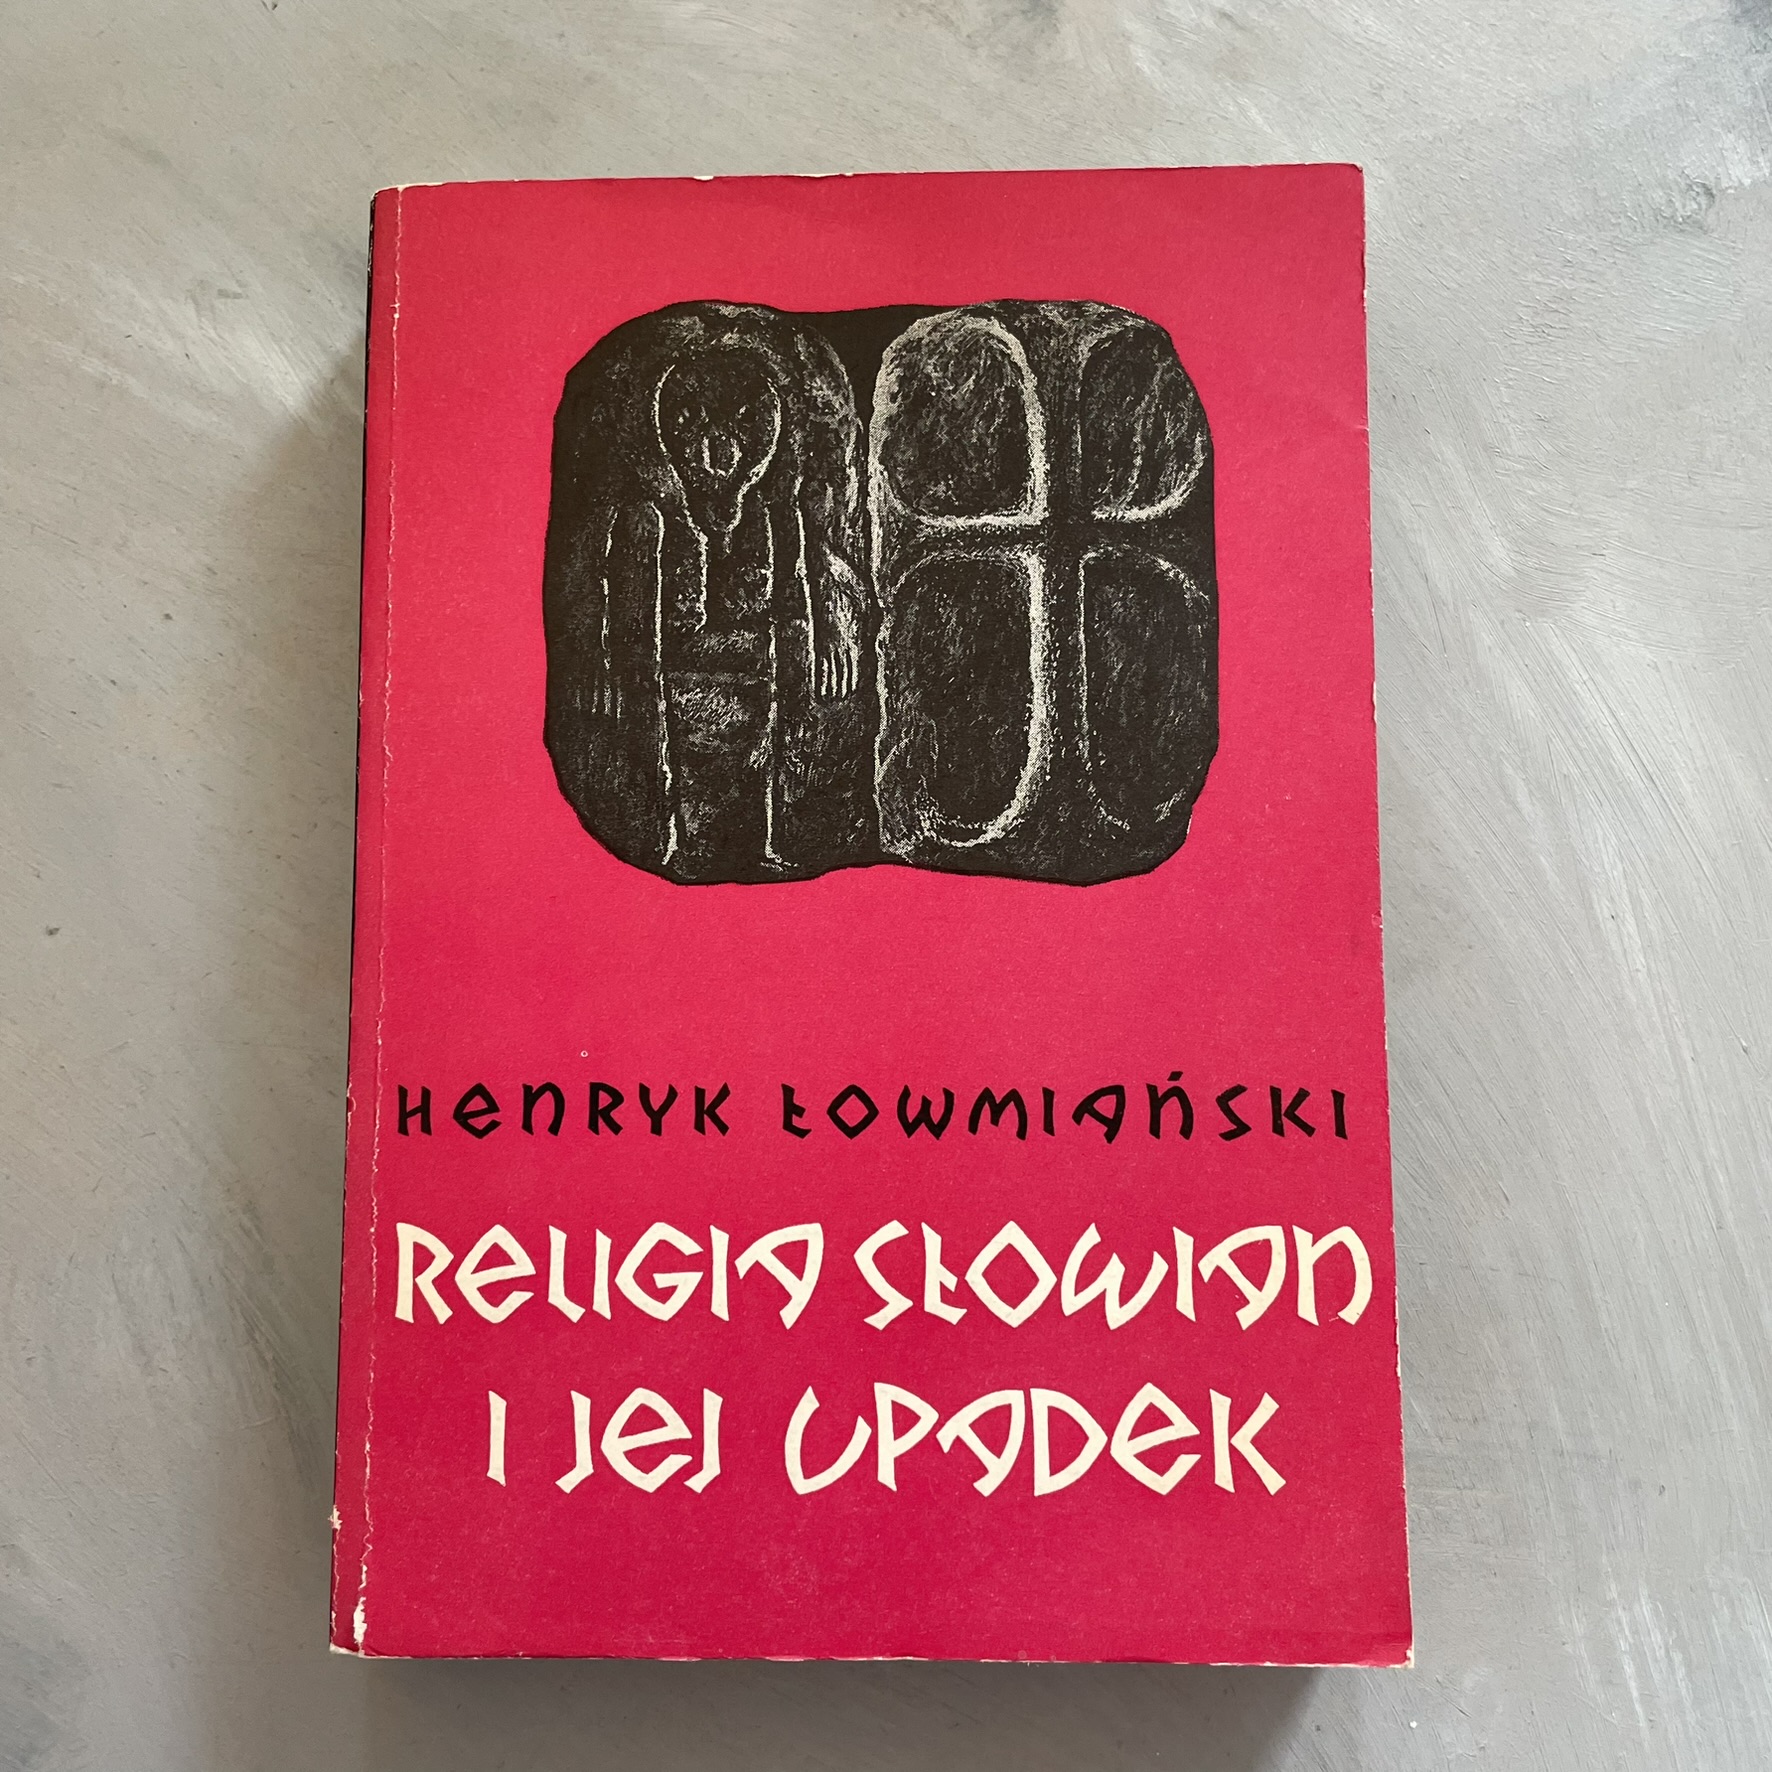 HENRYK ŁOWMIAŃSKI
RELIGIA SŁOWIAN
I JEJ UPADEK